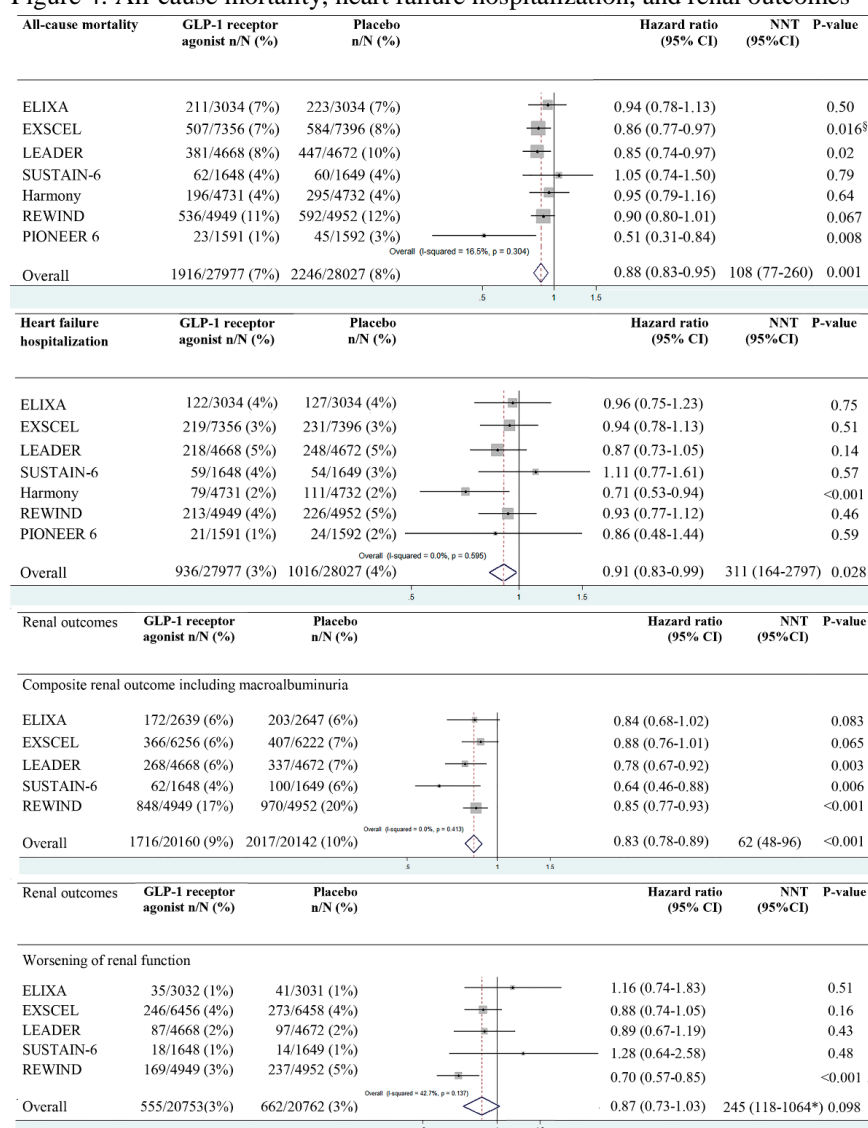 Figure 4: All-cause mortality, heart failure hospitalization, and renal outcomes
All-cause mortality GLP-1 receptor agonist n/N (%) Placebo n/N (%) Hazard ratio (95% CI) NNT (95%CI) P-value
ELIXA 211/3034 (7%) 223/3034 (7%) 0.94 (0.78-1.13) 0.50
EXSCEL 507/7356 (7%) 584/7396 (8%) 0.86 (0.77-0.97) 0.016§
LEADER 381/4668 (8%) 447/4672 (10%) 0.85 (0.74-0.97) 0.02
SUSTAIN-6 62/1648 (4%) 60/1649 (4%) 1.05 (0.74-1.50) 0.79
Harmony 196/4731 (4%) 295/4732 (4%) 0.95 (0.79-1.16) 0.64
REWIND 536/4949 (11%) 592/4952 (12%) 0.90 (0.80-1.01) 0.067
PIONEER 6 23/1591 (1%) 45/1592 (3%) 0.51 (0.31-0.84) 0.008
Overall (I-squared = 16.5%, p = 0.304)
Overall 1916/27977 (7%) 2246/28027 (8%) 0.88 (0.83-0.95) 108 (77-260) 0.001
.5 1 1.5
Heart failure hospitalization GLP-1 receptor agonist n/N (%) Placebo n/N (%) Hazard ratio (95% CI) NNT (95%CI) P-value
ELIXA 122/3034 (4%) 127/3034 (4%) 0.96 (0.75-1.23) 0.75
EXSCEL 219/7356 (3%) 231/7396 (3%) 0.94 (0.78-1.13) 0.51
LEADER 218/4668 (5%) 248/4672 (5%) 0.87 (0.73-1.05) 0.14
SUSTAIN-6 59/1648 (4%) 54/1649 (3%) 1.11 (0.77-1.61) 0.57
Harmony 79/4731 (2%) 111/4732 (2%) 0.71 (0.53-0.94) <0.001
REWIND 213/4949 (4%) 226/4952 (5%) 0.93 (0.77-1.12) 0.46
PIONEER 6 21/1591 (1%) 24/1592 (2%) 0.86 (0.48-1.44) 0.59
Overall (I-squared = 0.0%, p = 0.595)
Overall 936/27977 (3%) 1016/28027 (4%) 0.91 (0.83-0.99) 311 (164-2797) 0.028
.5 1 1.5
Renal outcomes GLP-1 receptor agonist n/N (%) Placebo n/N (%) Hazard ratio (95% CI) NNT (95%CI) P-value
Composite renal outcome including macroalbuminuria
ELIXA 172/2639 (6%) 203/2647 (6%) 0.84 (0.68-1.02) 0.083
EXSCEL 366/6256 (6%) 407/6222 (7%) 0.88 (0.76-1.01) 0.065
LEADER 268/4668 (6%) 337/4672 (7%) 0.78 (0.67-0.92) 0.003
SUSTAIN-6 62/1648 (4%) 100/1649 (6%) 0.64 (0.46-0.88) 0.006
REWIND 848/4949 (17%) 970/4952 (20%) 0.85 (0.77-0.93) <0.001
Overall (I-squared = 0.0%, p = 0.413)
Overall 1716/20160 (9%) 2017/20142 (10%) 0.83 (0.78-0.89) 62 (48-96) <0.001
.5 1 1.5
Renal outcomes GLP-1 receptor agonist n/N (%) Placebo n/N (%) Hazard ratio (95% CI) NNT (95%CI) P-value
Worsening of renal function
ELIXA 35/3032 (1%) 41/3031 (1%) 1.16 (0.74-1.83) 0.51
EXSCEL 246/6456 (4%) 273/6458 (4%) 0.88 (0.74-1.05) 0.16
LEADER 87/4668 (2%) 97/4672 (2%) 0.89 (0.67-1.19) 0.43
SUSTAIN-6 18/1648 (1%) 14/1649 (1%) 1.28 (0.64-2.58) 0.48
REWIND 169/4949 (3%) 237/4952 (5%) 0.70 (0.57-0.85) <0.001
Overall (I-squared = 42.7%, p = 0.137)
Overall 555/20753(3%) 662/20762 (3%) 0.87 (0.73-1.03) 245 (118-1064*) 0.098